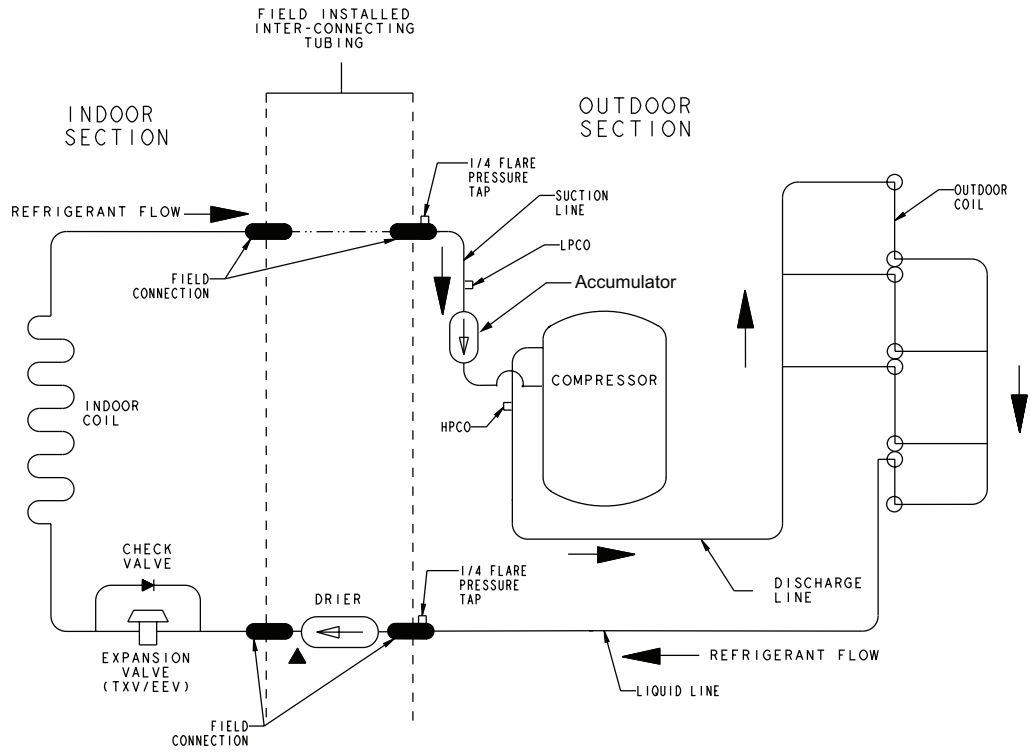 FIELD INSTALLED
INTER-CONNECTING
TUBING
INDOOR
SECTION
OUTDOOR
SECTION
1/4 FLARE
PRESSURE
TAP
SUCTION
LINE
OUTDOOR
COIL
REFRIGERANT FLOW
LPCO
FIELD
CONNECTION
Accumulator
COMPRESSOR
INDOOR
COIL
HPCO
CHECK
VALVE
1/4 FLARE
PRESSURE
TAP
DISCHARGE
LINE
DRIER
EXPANSION
VALVE
(TXV/EEV)
REFRIGERANT FLOW
LIQUID LINE
FIELD
CONNECTION